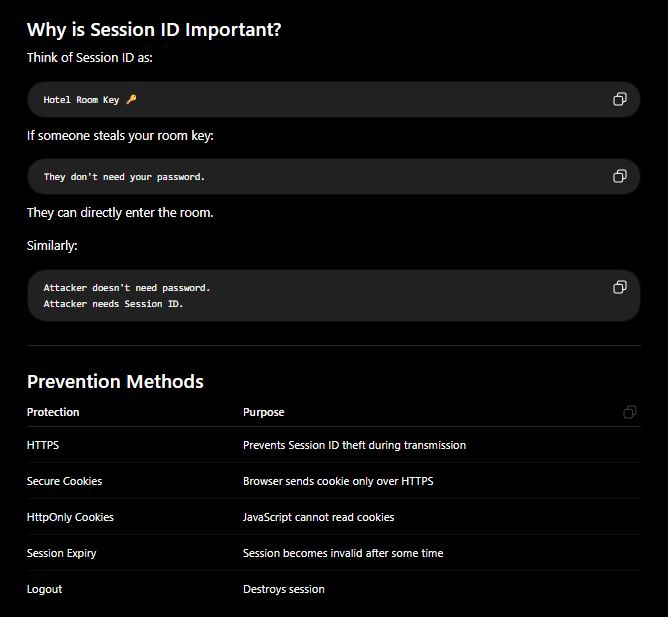 Why is Session ID Important?
Think of Session ID as:
Hotel Room Key 🔑
If someone steals your room key:
They don't need your password.
They can directly enter the room.
Similarly:
Attacker doesn't need password.
Attacker needs Session ID.
Prevention Methods
Protection Purpose
HTTPS Prevents Session ID theft during transmission
Secure Cookies Browser sends cookie only over HTTPS
HttpOnly Cookies JavaScript cannot read cookies
Session Expiry Session becomes invalid after some time
Logout Destroys session